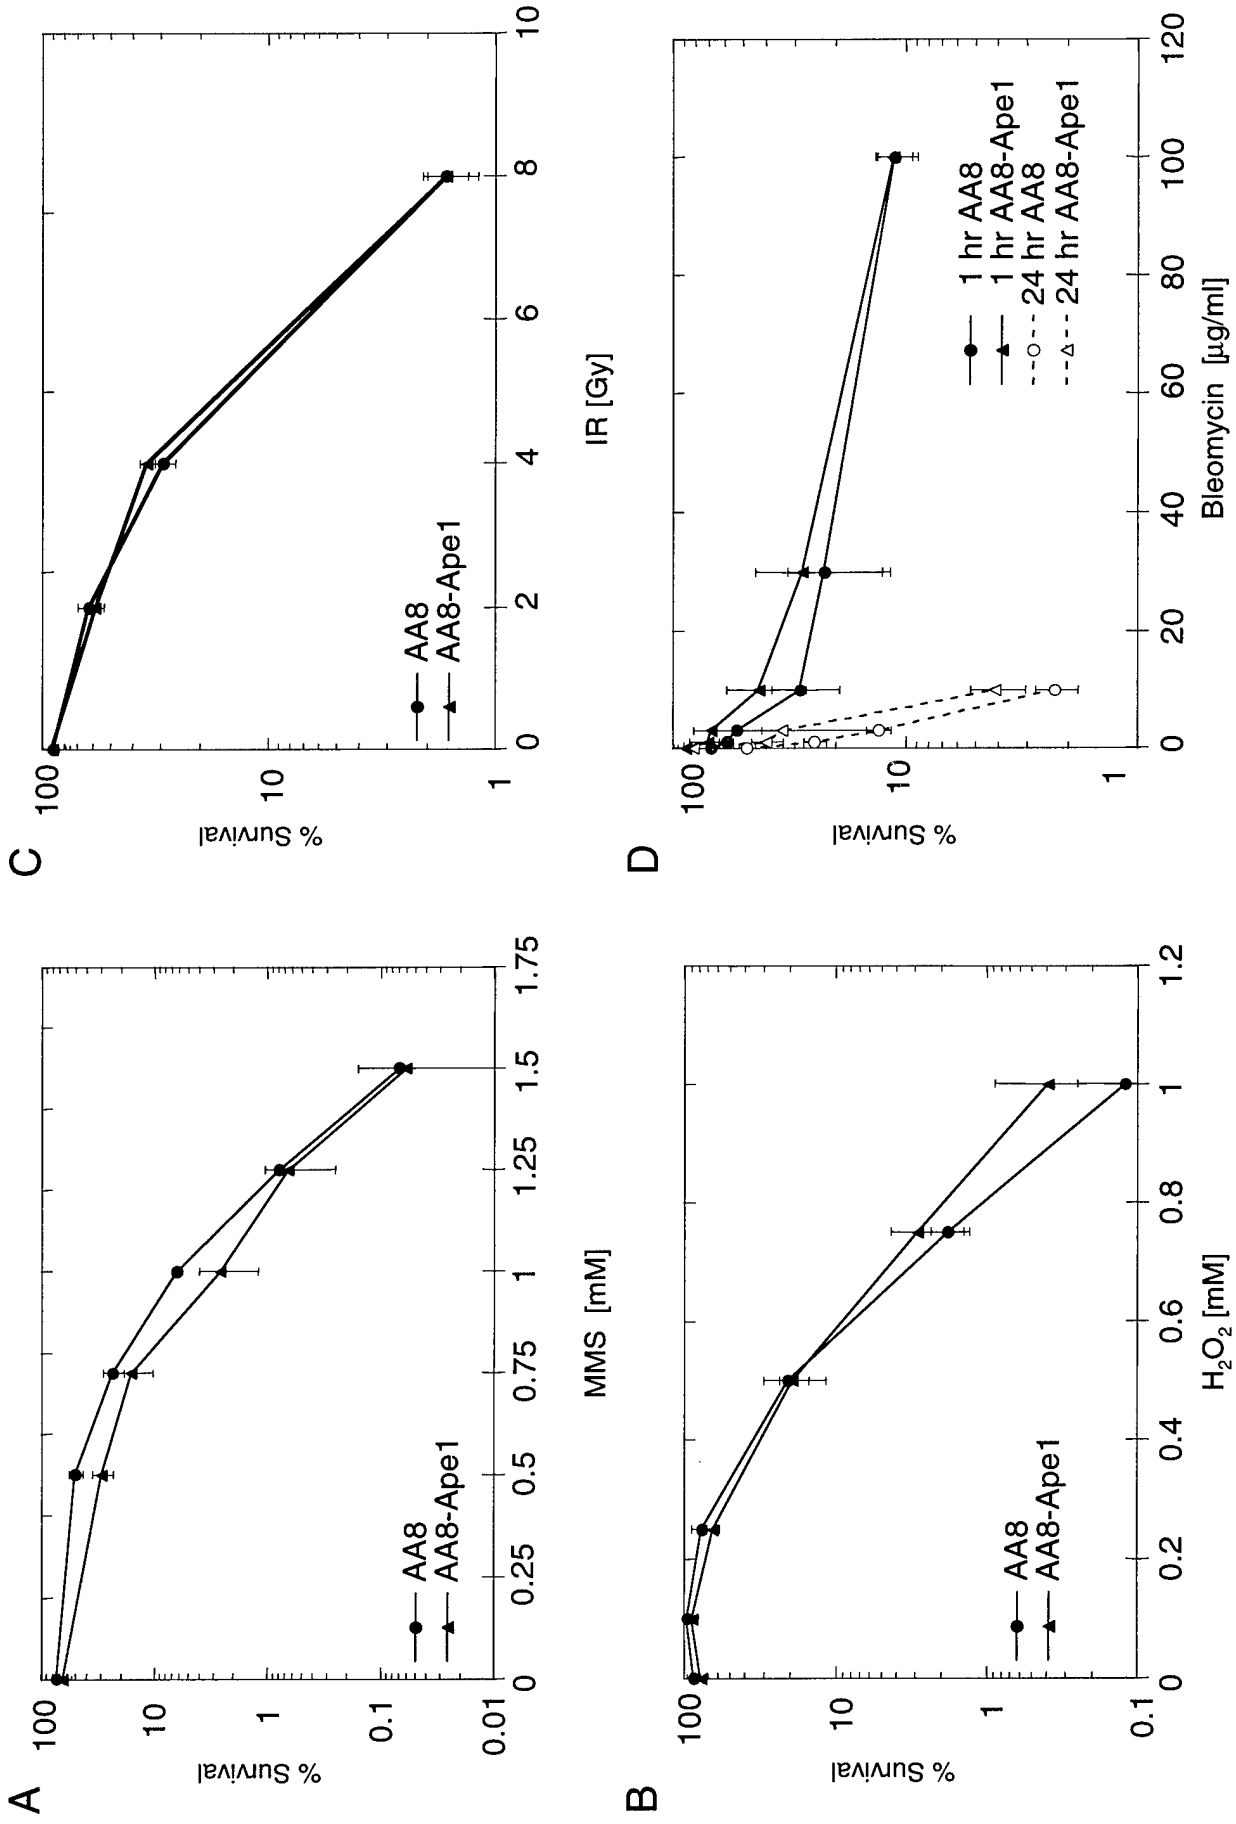 A
% Survival
100
10
1
0.1
0.01
0
0.25
0.5
0.75
1
1.25
1.5
1.75
MMS [mM]
AA8
AA8-Ape1
C
% Survival
100
10
1
0
2
4
6
8
10
IR [Gy]
AA8
AA8-Ape1
B
% Survival
100
10
1
0.1
0
0.2
0.4
0.6
0.8
1
1.2
H₂O₂ [mM]
AA8
AA8-Ape1
D
% Survival
100
10
1
0
20
40
60
80
100
120
Bleomycin [µg/ml]
1 hr AA8
1 hr AA8-Ape1
24 hr AA8
24 hr AA8-Ape1